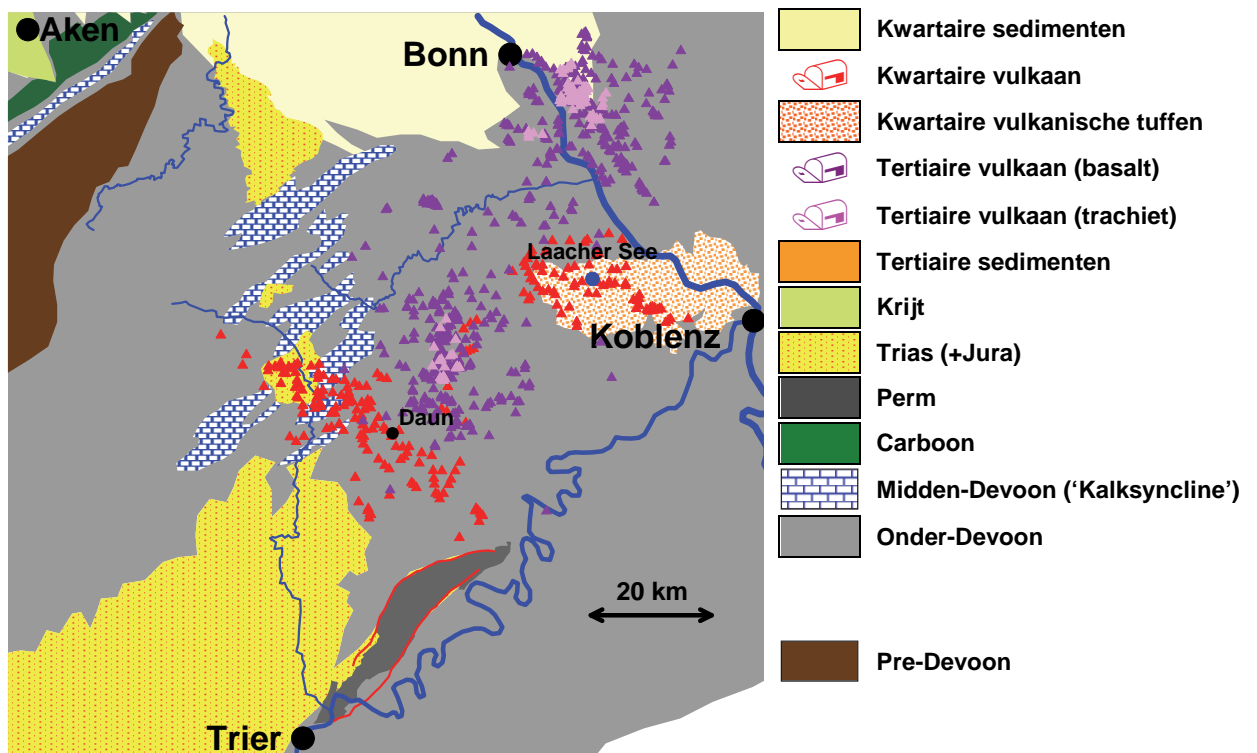 Aken
Bonn
Laacher See
Koblenz
Daun
20 km
Trier
Kwartaire sedimenten
Kwartaire vulkaan
Kwartaire vulkanische tuffen
Tertiaire vulkaan (basalt)
Tertiaire vulkaan (trachiet)
Tertiaire sedimenten
Krijt
Trias (+Jura)
Perm
Carboon
Midden-Devoon (‘Kalksyncline’)
Onder-Devoon
Pre-Devoon